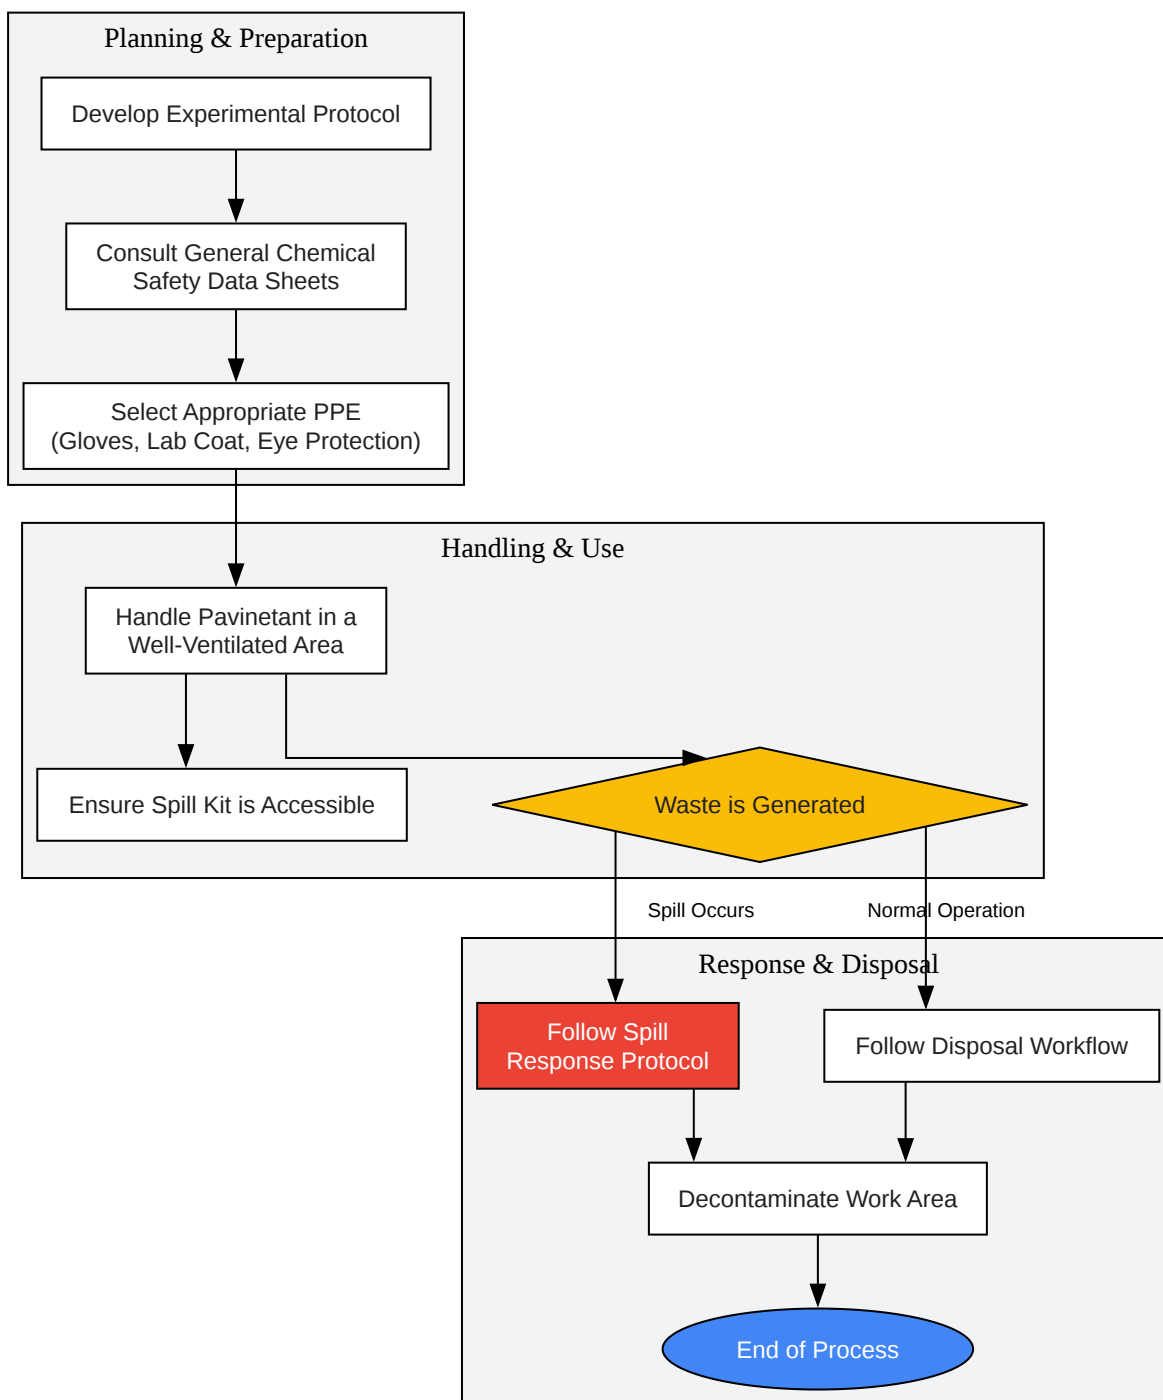 Planning & Preparation
Develop Experimental Protocol
Consult General Chemical
Safety Data Sheets
Select Appropriate PPE
(Gloves, Lab Coat, Eye Protection)
Handling & Use
Handle Pavinetant in a
Well-Ventilated Area
Ensure Spill Kit is Accessible
Waste is Generated
Spill Occurs
Normal Operation
Response & Disposal
Follow Spill
Response Protocol
Follow Disposal Workflow
Decontaminate Work Area
End of Process